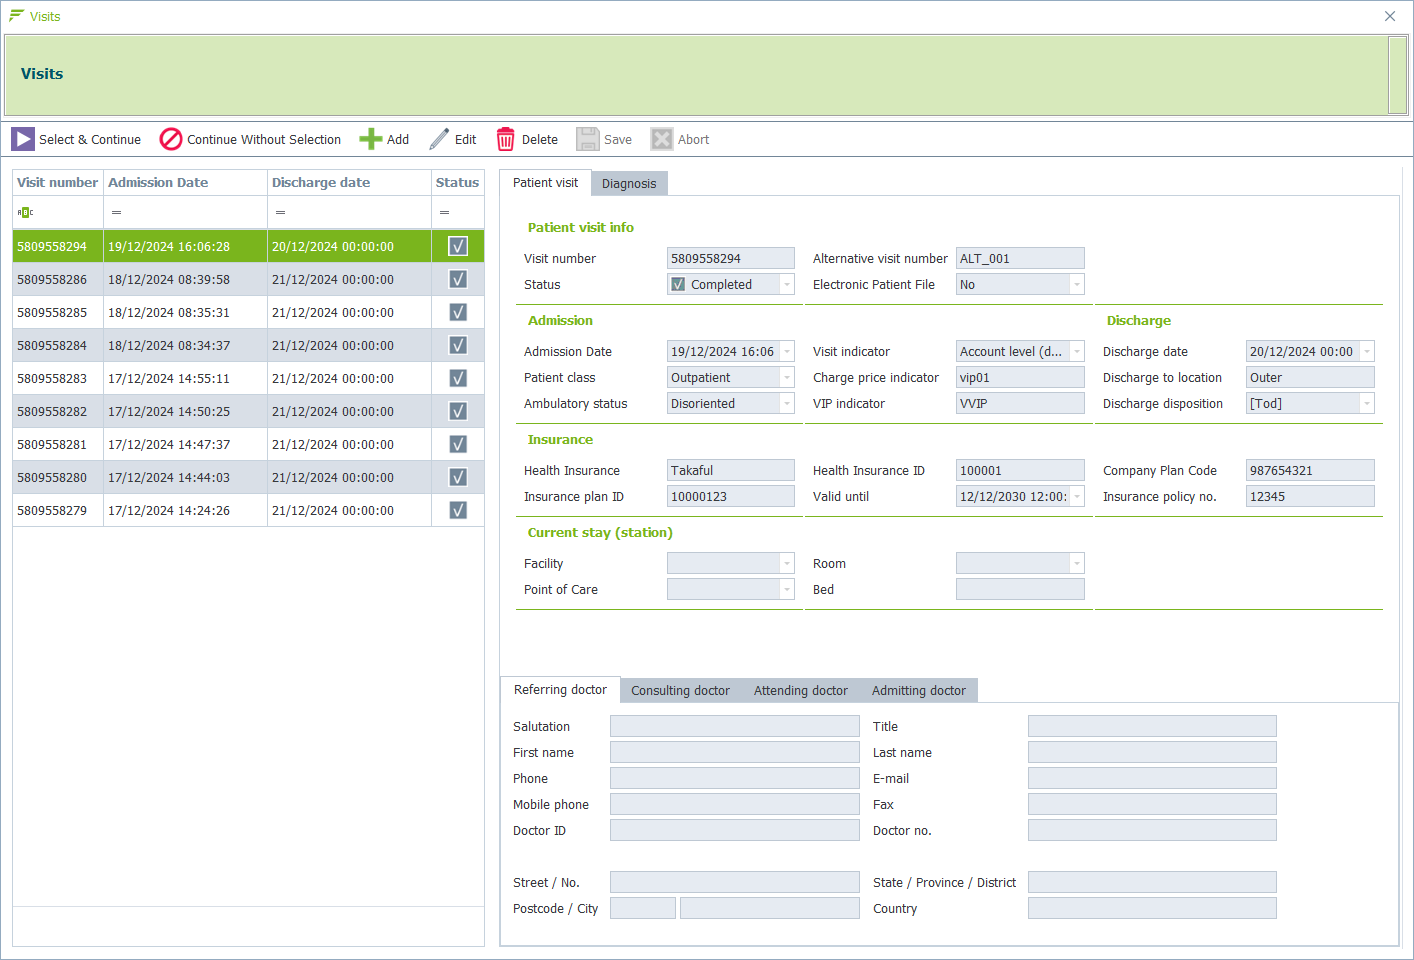 Visits
Visits
Select & Continue Continue Without Selection Add Edit Delete Save Abort
Visit number Admission Date Discharge date Status
ABC = = =
5809558294 19/12/2024 16:06:28 20/12/2024 00:00:00
5809558286 18/12/2024 08:39:58 21/12/2024 00:00:00
5809558285 18/12/2024 08:35:31 21/12/2024 00:00:00
5809558284 18/12/2024 08:34:37 21/12/2024 00:00:00
5809558283 17/12/2024 14:55:11 21/12/2024 00:00:00
5809558282 17/12/2024 14:50:25 21/12/2024 00:00:00
5809558281 17/12/2024 14:47:37 21/12/2024 00:00:00
5809558280 17/12/2024 14:44:03 21/12/2024 00:00:00
5809558279 17/12/2024 14:24:26 21/12/2024 00:00:00
Patient visit Diagnosis
Patient visit info
Visit number 5809558294 Alternative visit number ALT_001
Status Completed Electronic Patient File No
Admission Discharge
Admission Date 19/12/2024 16:06 Visit indicator Account level (d... Discharge date 20/12/2024 00:00
Patient class Outpatient Charge price indicator vip01 Discharge to location Outer
Ambulatory status Disoriented VIP indicator VVIP Discharge disposition [Tod]
Insurance
Health Insurance Takaful Health Insurance ID 100001 Company Plan Code 987654321
Insurance plan ID 10000123 Valid until 12/12/2030 12:00: Insurance policy no. 12345
Current stay (station)
Facility Room
Point of Care Bed
Referring doctor Consulting doctor Attending doctor Admitting doctor
Salutation Title
First name Last name
Phone E-mail
Mobile phone Fax
Doctor ID Doctor no.
Street / No. State / Province / District
Postcode / City Country